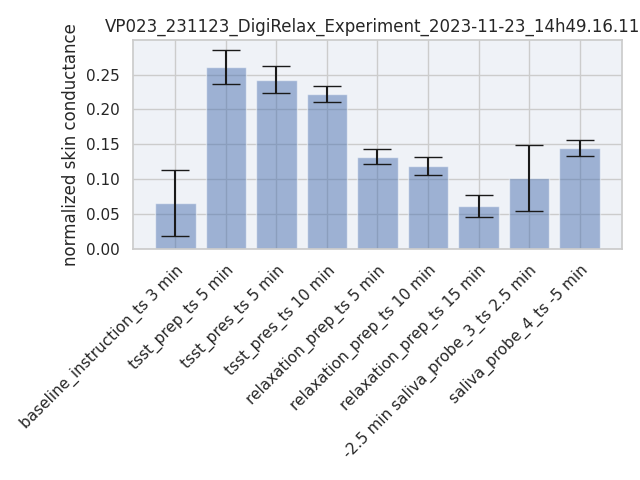 VP023_231123_DigiRelax_Experiment_2023-11-23_14h49.16.11
normalized skin conductance
0.25
0.20
0.15
0.10
0.05
0.00
baseline_instruction_ts 3 min
tsst_prep_ts 5 min
tsst_pres_ts 5 min
tsst_pres_ts 10 min
relaxation_prep_ts 5 min
relaxation_prep_ts 10 min
relaxation_prep_ts 15 min
-2.5 min saliva_probe_3_ts 2.5 min
saliva_probe_4_ts -5 min